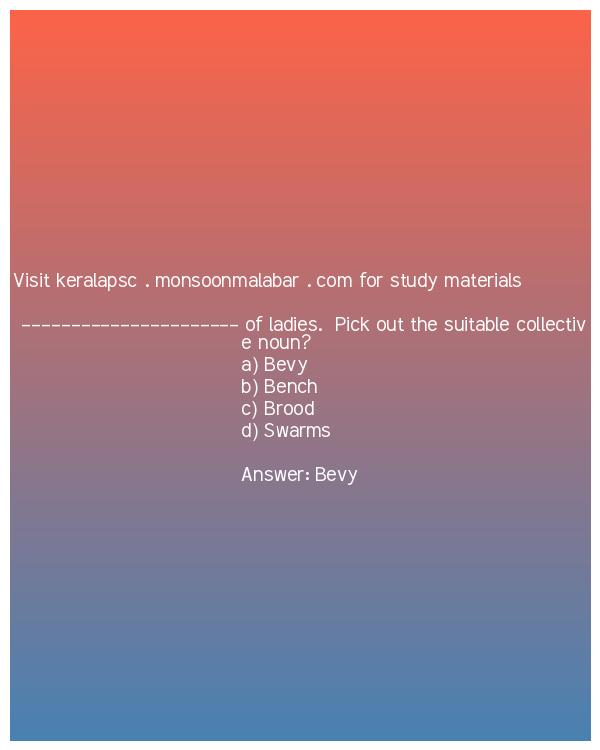 Visit keralapsc . monsoonmalabar . com for study materials
---------------------- of ladies.  Pick out the suitable collectiv
e noun?
a) Bevy
b) Bench
c) Brood
d) Swarms
Answer: Bevy